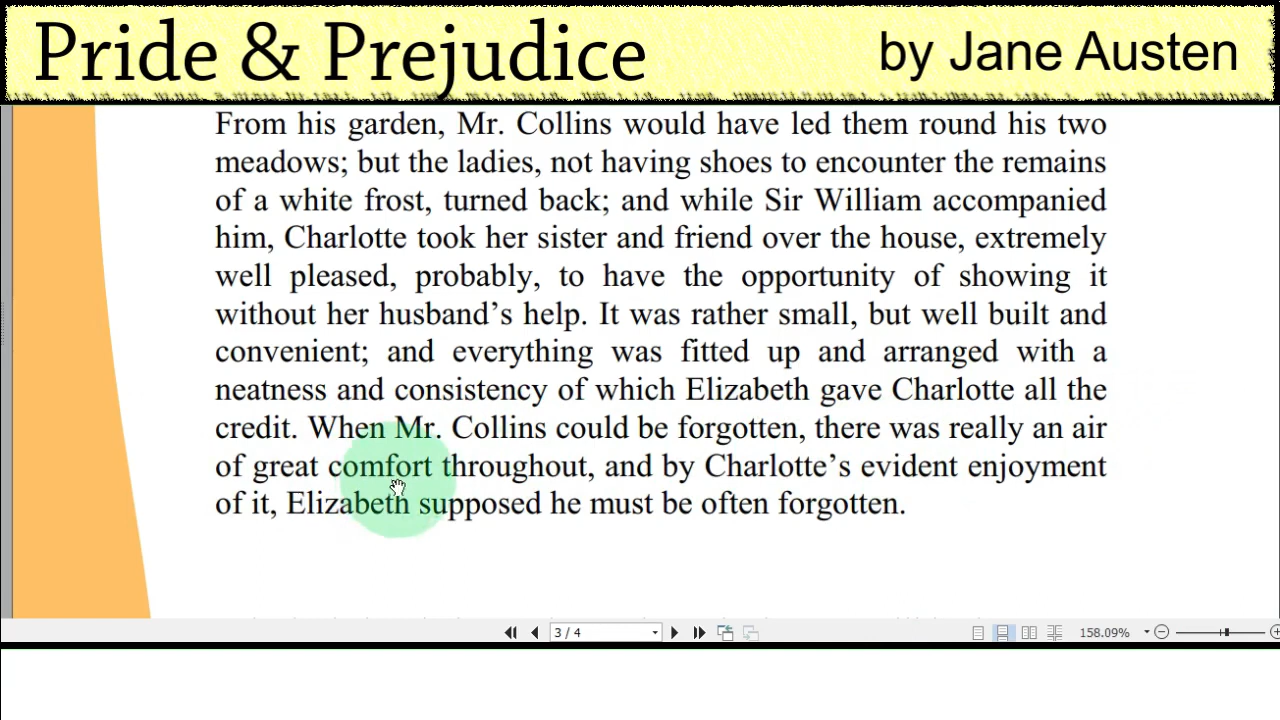 Pride & Prejudice
by Jane Austen
From his garden, Mr. Collins would have led them round his two
meadows; but the ladies, not having shoes to encounter the remains
of a white frost, turned back; and while Sir William accompanied
him, Charlotte took her sister and friend over the house, extremely
well pleased, probably, to have the opportunity of showing it
without her husband’s help. It was rather small, but well built and
convenient; and everything was fitted up and arranged with a
neatness and consistency of which Elizabeth gave Charlotte all the
credit. When Mr. Collins could be forgotten, there was really an air
of great comfort throughout, and by Charlotte’s evident enjoyment
of it, Elizabeth supposed he must be often forgotten.
3 / 4
158.09%